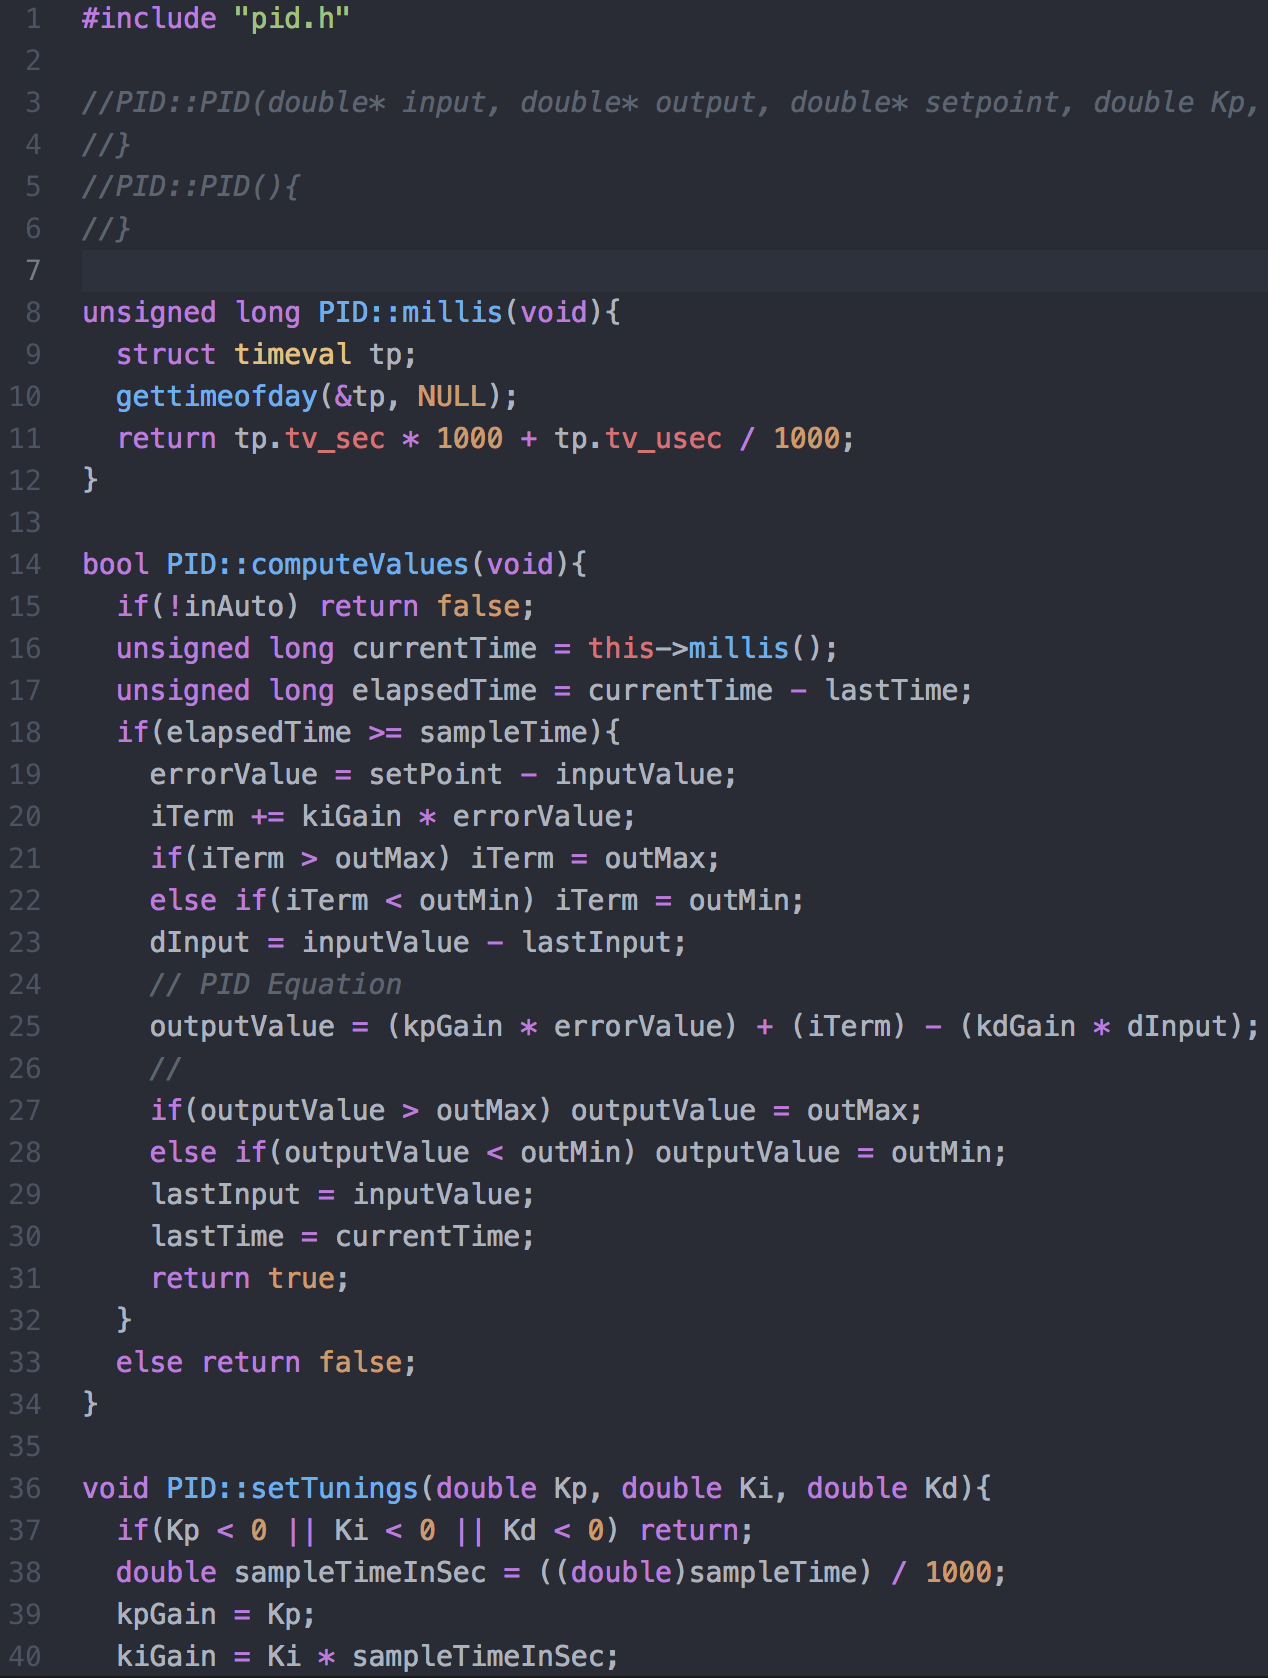 1 #include "pid.h"
2
3 //PID::PID(double* input, double* output, double* setpoint, double Kp,
4 //}
5 //PID::PID(){
6 //}
7
8 unsigned long PID::millis(void){
9   struct timeval tp;
10   gettimeofday(&tp, NULL);
11   return tp.tv_sec * 1000 + tp.tv_usec / 1000;
12 }
13
14 bool PID::computeValues(void){
15   if(!inAuto) return false;
16   unsigned long currentTime = this->millis();
17   unsigned long elapsedTime = currentTime - lastTime;
18   if(elapsedTime >= sampleTime){
19     errorValue = setPoint - inputValue;
20     iTerm += kiGain * errorValue;
21     if(iTerm > outMax) iTerm = outMax;
22     else if(iTerm < outMin) iTerm = outMin;
23     dInput = inputValue - lastInput;
24     // PID Equation
25     outputValue = (kpGain * errorValue) + (iTerm) - (kdGain * dInput);
26     //
27     if(outputValue > outMax) outputValue = outMax;
28     else if(outputValue < outMin) outputValue = outMin;
29     lastInput = inputValue;
30     lastTime = currentTime;
31     return true;
32   }
33   else return false;
34 }
35
36 void PID::setTunings(double Kp, double Ki, double Kd){
37   if(Kp < 0 || Ki < 0 || Kd < 0) return;
38   double sampleTimeInSec = ((double)sampleTime) / 1000;
39   kpGain = Kp;
40   kiGain = Ki * sampleTimeInSec;